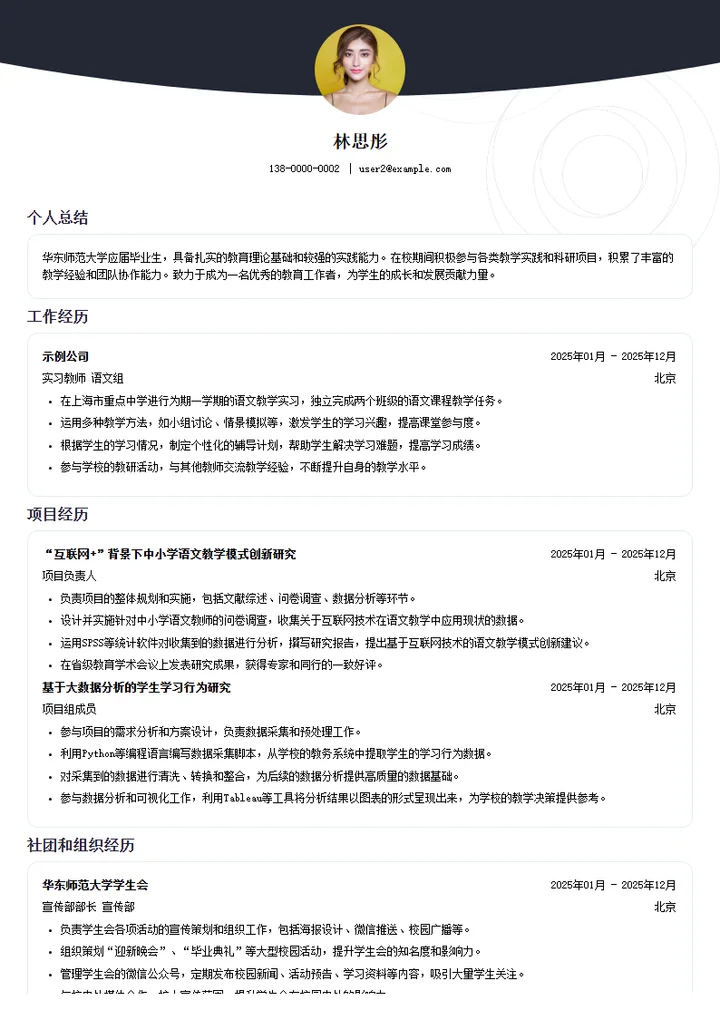 林思彤
138-0000-0002 | user2@example.com
个人总结
华东师范大学应届毕业生，具备扎实的教育理论基础和较强的实践能力。在校期间积极参与各类教学实践和科研项目，积累了丰富的
教学经验和团队协作能力。致力于成为一名优秀的教育工作者，为学生的成长和发展贡献力量。
工作经历
示例公司 2025年01月 - 2025年12月
实习教师 语文组 北京
• 在上海市重点中学进行为期一学期的语文教学实习，独立完成两个班级的语文课程教学任务。
• 运用多种教学方法，如小组讨论、情景模拟等，激发学生的学习兴趣，提高课堂参与度。
• 根据学生的学习情况，制定个性化的辅导计划，帮助学生解决学习难题，提高学习成绩。
• 参与学校的教研活动，与其他教师交流教学经验，不断提升自身的教学水平。
项目经历
“互联网+”背景下中小学语文教学模式创新研究 2025年01月 - 2025年12月
项目负责人 北京
• 负责项目的整体规划和实施，包括文献综述、问卷调查、数据分析等环节。
• 设计并实施针对中小学语文教师的问卷调查，收集关于互联网技术在语文教学中应用现状的数据。
• 运用SPSS等统计软件对收集到的数据进行分析，撰写研究报告，提出基于互联网技术的语文教学模式创新建议。
• 在省级教育学术会议上发表研究成果，获得专家和同行的一致好评。
基于大数据分析的学生学习行为研究 2025年01月 - 2025年12月
项目组成员 北京
• 参与项目的需求分析和方案设计，负责数据采集和预处理工作。
• 利用Python等编程语言编写数据采集脚本，从学校的教务系统中提取学生的学习行为数据。
• 对采集到的数据进行清洗、转换和整合，为后续的数据分析提供高质量的数据基础。
• 参与数据分析和可视化工作，利用Tableau等工具将分析结果以图表的形式呈现出来，为学校的教学决策提供参考。
社团和组织经历
华东师范大学学生会 2025年01月 - 2025年12月
宣传部部长 宣传部 北京
• 负责学生会各项活动的宣传策划和组织工作，包括海报设计、微信推送、校园广播等。
• 组织策划“迎新晚会”、“毕业典礼”等大型校园活动，提升学生会的知名度和影响力。
• 管理学生会的微信公众号，定期发布校园新闻、活动预告、学习资料等内容，吸引大量学生关注。